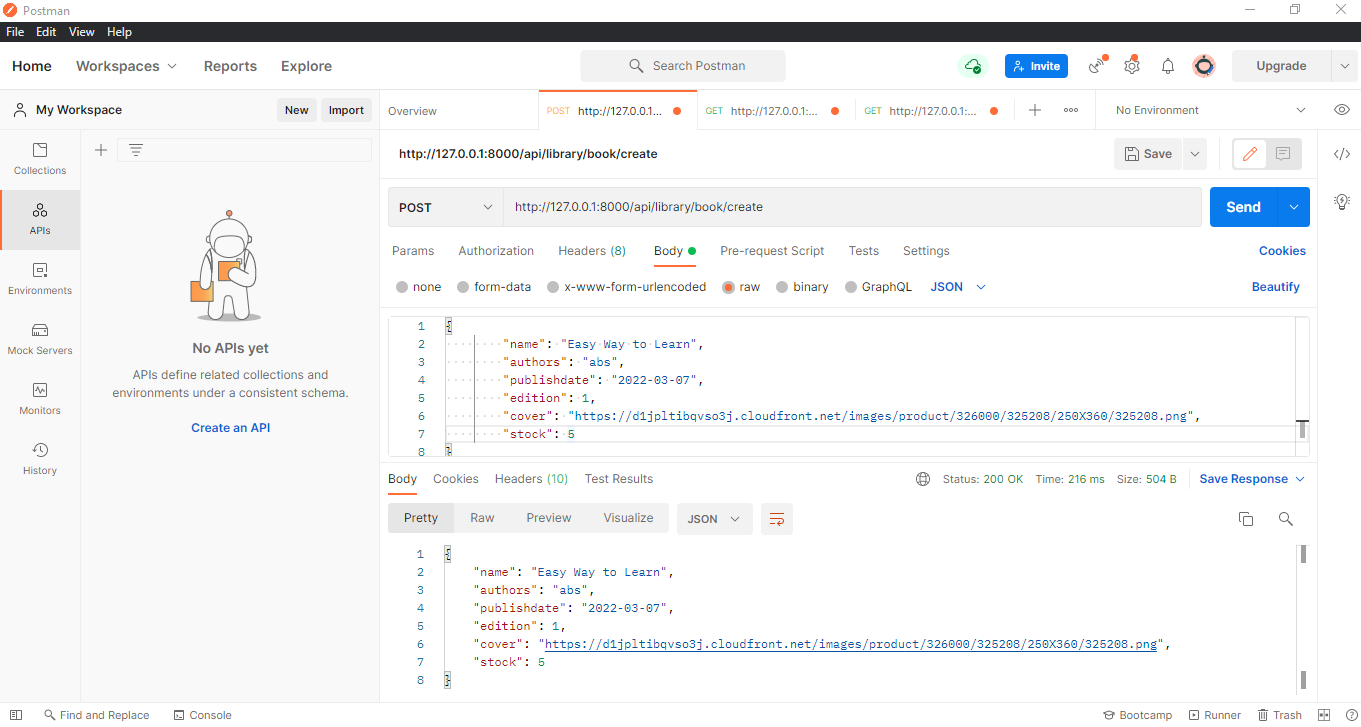 Postman
File Edit View Help
Home Workspaces Reports Explore Search Postman Invite Upgrade
My Workspace New Import
Overview POST http://127.0.0.1... GET http://127.0.0.1:... GET http://127.0.0.1:... No Environment
Collections
APIs
Environments
Mock Servers
Monitors
History
No APIs yet
APIs define related collections and
environments under a consistent schema.
Create an API
http://127.0.0.1:8000/api/library/book/create Save
POST http://127.0.0.1:8000/api/library/book/create Send
Params Authorization Headers (8) Body Pre-request Script Tests Settings Cookies
none form-data x-www-form-urlencoded raw binary GraphQL JSON Beautify
1 {
2 "name": "Easy Way to Learn",
3 "authors": "abs",
4 "publishdate": "2022-03-07",
5 "edition": 1,
6 "cover": "https://d1jpltibqvso3j.cloudfront.net/images/product/326000/325208/250X360/325208.png",
7 "stock": 5
8 }
Body Cookies Headers (10) Test Results Status: 200 OK Time: 216 ms Size: 504 B Save Response
Pretty Raw Preview Visualize JSON
1 {
2 "name": "Easy Way to Learn",
3 "authors": "abs",
4 "publishdate": "2022-03-07",
5 "edition": 1,
6 "cover": "https://d1jpltibqvso3j.cloudfront.net/images/product/326000/325208/250X360/325208.png",
7 "stock": 5
8 }
Find and Replace Console Bootcamp Runner Trash